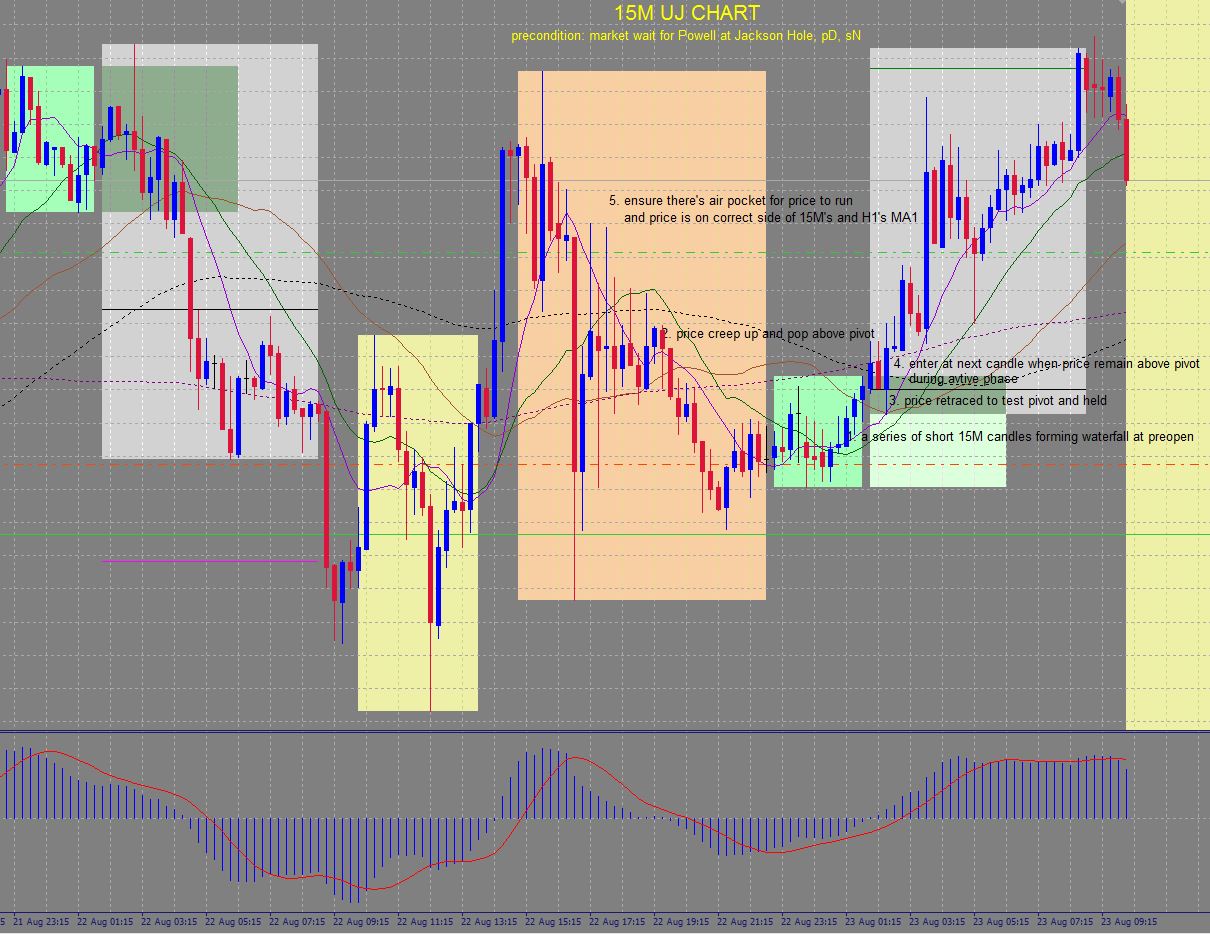 15M UJ CHART
precondition: market wait for Powell at Jackson Hole, pD, sN
5. ensure there's air pocket for price to run
and price is on correct side of 15M's and H1's MA1
2. price creep up and pop above pivot
4. enter at next candle when price remain above pivot
during avtive phase
3. price retraced to test pivot and held
1. a series of short 15M candles forming waterfall at preopen
5 21 Aug 23:15 22 Aug 01:15 22 Aug 03:15 22 Aug 05:15 22 Aug 07:15 22 Aug 09:15 22 Aug 11:15 22 Aug 13:15 22 Aug 15:15 22 Aug 17:15 22 Aug 19:15 22 Aug 21:15 22 Aug 23:15 23 Aug 01:15 23 Aug 03:15 23 Aug 05:15 23 Aug 07:15 23 Aug 09:15